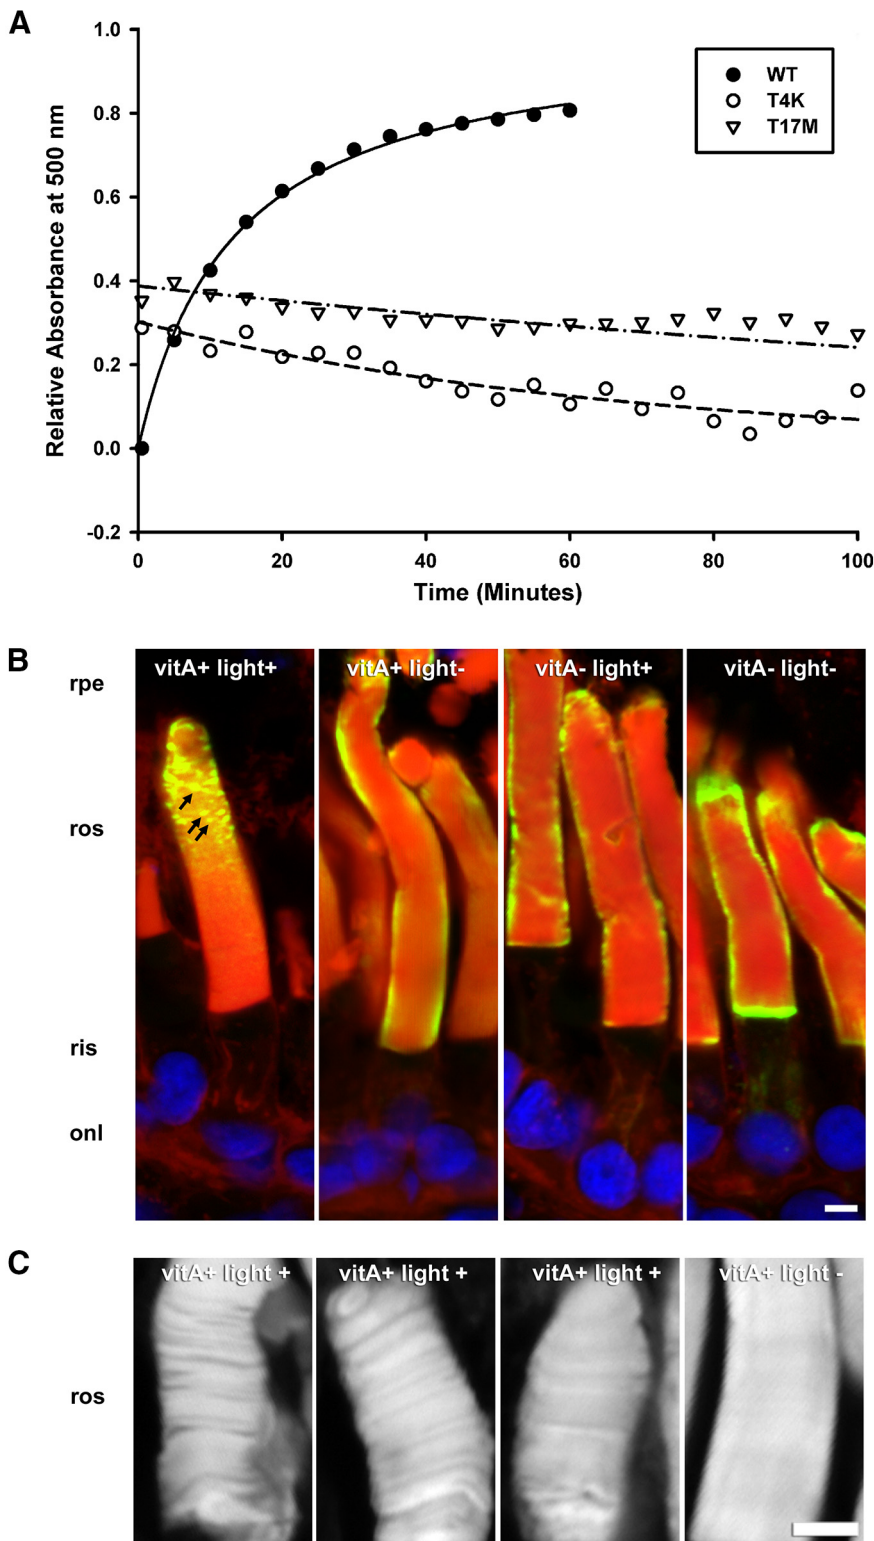 A
Relative Absorbance at 500 nm
1.0
0.8
0.6
0.4
0.2
0.0
-0.2
WT
T4K
T17M
0 20 40 60 80 100
Time (Minutes)
B
vitA+ light+ vitA+ light- vitA- light+ vitA- light-
rpe
ros
ris
onl
C
vitA+ light + vitA+ light + vitA+ light + vitA+ light -
ros